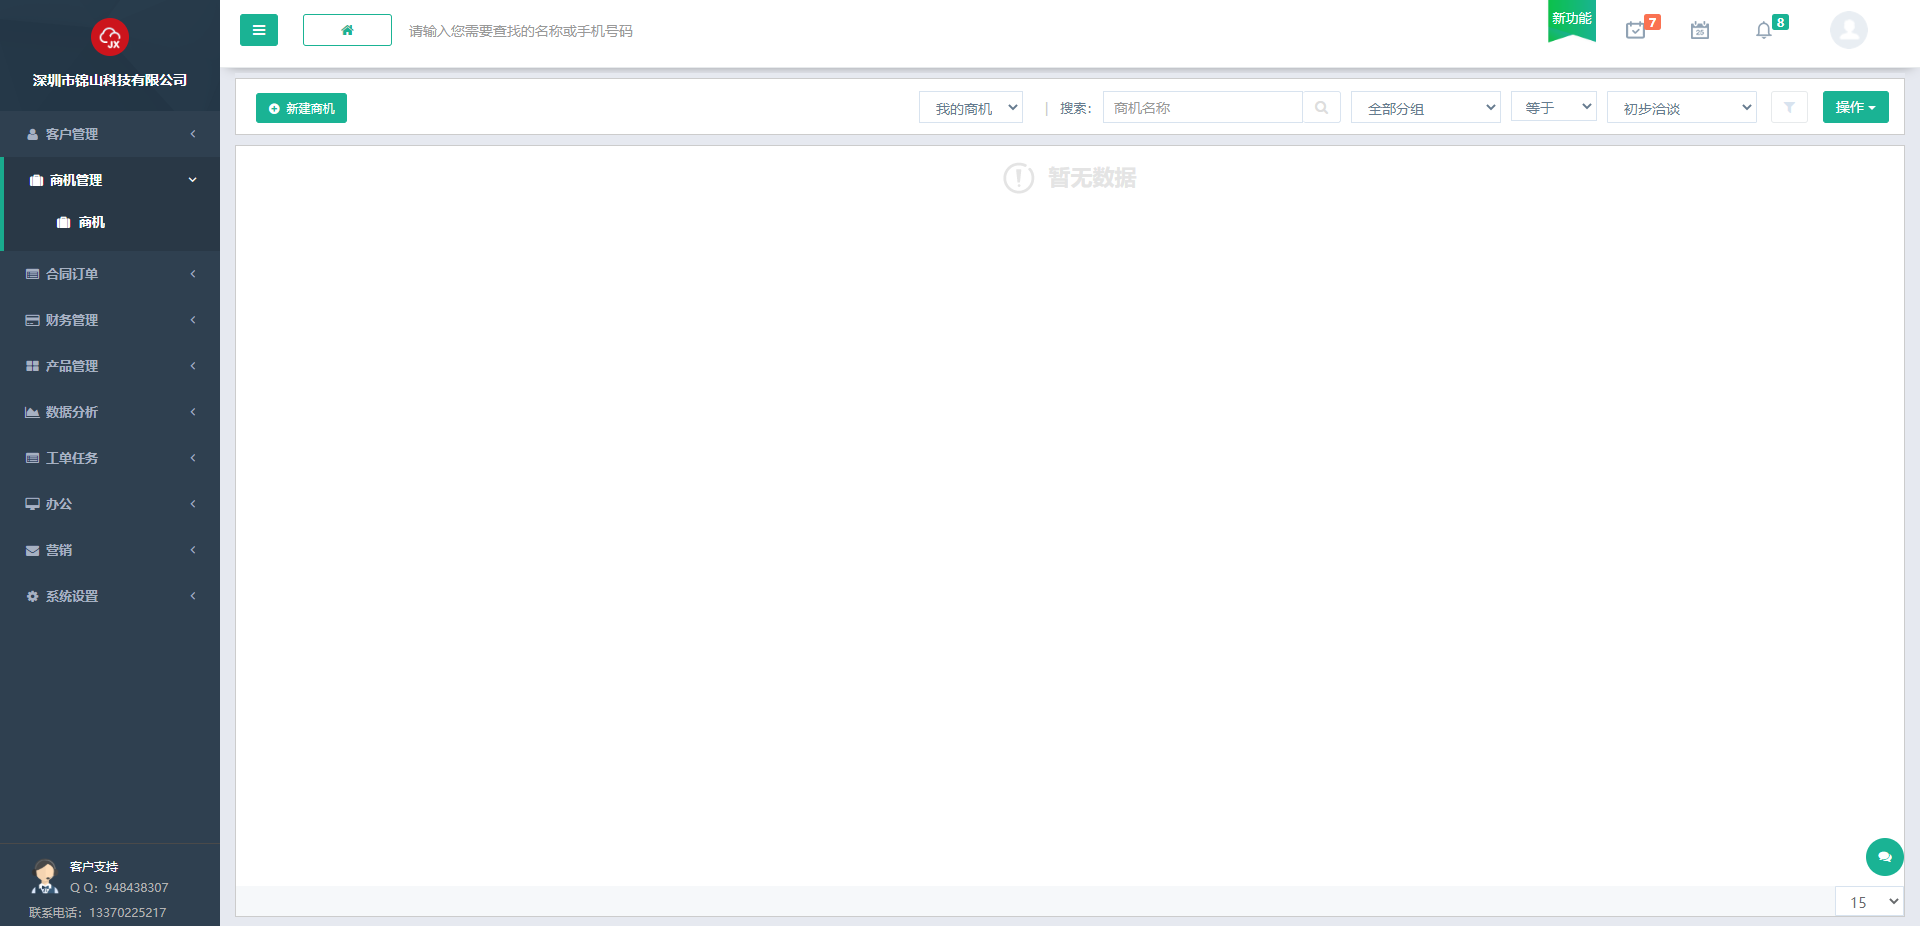 JX
深圳市锦山科技有限公司
客户管理
商机管理
商机
合同订单
财务管理
产品管理
数据分析
工单任务
办公
营销
系统设置
客户支持
Q Q：948438307
联系电话：13370225217
请输入您需要查找的名称或手机号码
新功能
7
25
8
新建商机
我的商机
| 搜索：
商机名称
全部分组
等于
初步洽谈
操作
暂无数据
15